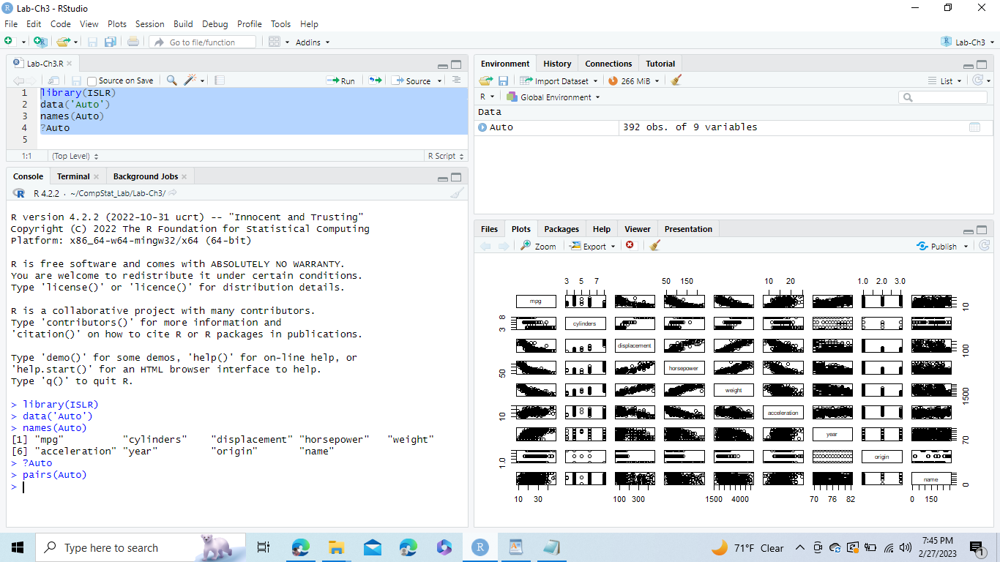 Lab-Ch3 - RStudio
File Edit Code View Plots Session Build Debug Profile Tools Help
Go to file/function Addins Lab-Ch3
Lab-Ch3.R
Source on Save Run Source
1 library(ISLR)
2 data('Auto')
3 names(Auto)
4 ?Auto
5
1:1 (Top Level) R Script
Console Terminal Background Jobs
R 4.2.2 · ~/CompStat_Lab/Lab-Ch3/
R version 4.2.2 (2022-10-31 ucrt) -- "Innocent and Trusting"
Copyright (C) 2022 The R Foundation for Statistical Computing
Platform: x86_64-w64-mingw32/x64 (64-bit)
R is free software and comes with ABSOLUTELY NO WARRANTY.
You are welcome to redistribute it under certain conditions.
Type 'license()' or 'licence()' for distribution details.
R is a collaborative project with many contributors.
Type 'contributors()' for more information and
'citation()' on how to cite R or R packages in publications.
Type 'demo()' for some demos, 'help()' for on-line help, or
'help.start()' for an HTML browser interface to help.
Type 'q()' to quit R.
> library(ISLR)
> data('Auto')
> names(Auto)
[1] "mpg" "cylinders" "displacement" "horsepower" "weight"
[6] "acceleration" "year" "origin" "name"
> ?Auto
> pairs(Auto)
>
Environment History Connections Tutorial
Import Dataset 266 MiB List
R Global Environment
Data
Auto 392 obs. of 9 variables
Files Plots Packages Help Viewer Presentation
Zoom Export Publish
3 5 7 50 150 10 20 1.0 2.0 3.0
mpg 10
3 8 cylinders
displacement 100
50 horsepower
weight 1500
10 acceleration
year 70
1.0 origin
name 0
10 30 100 300 1500 4000 70 76 82 0 150
Type here to search
71°F Clear
7:45 PM
2/27/2023
1